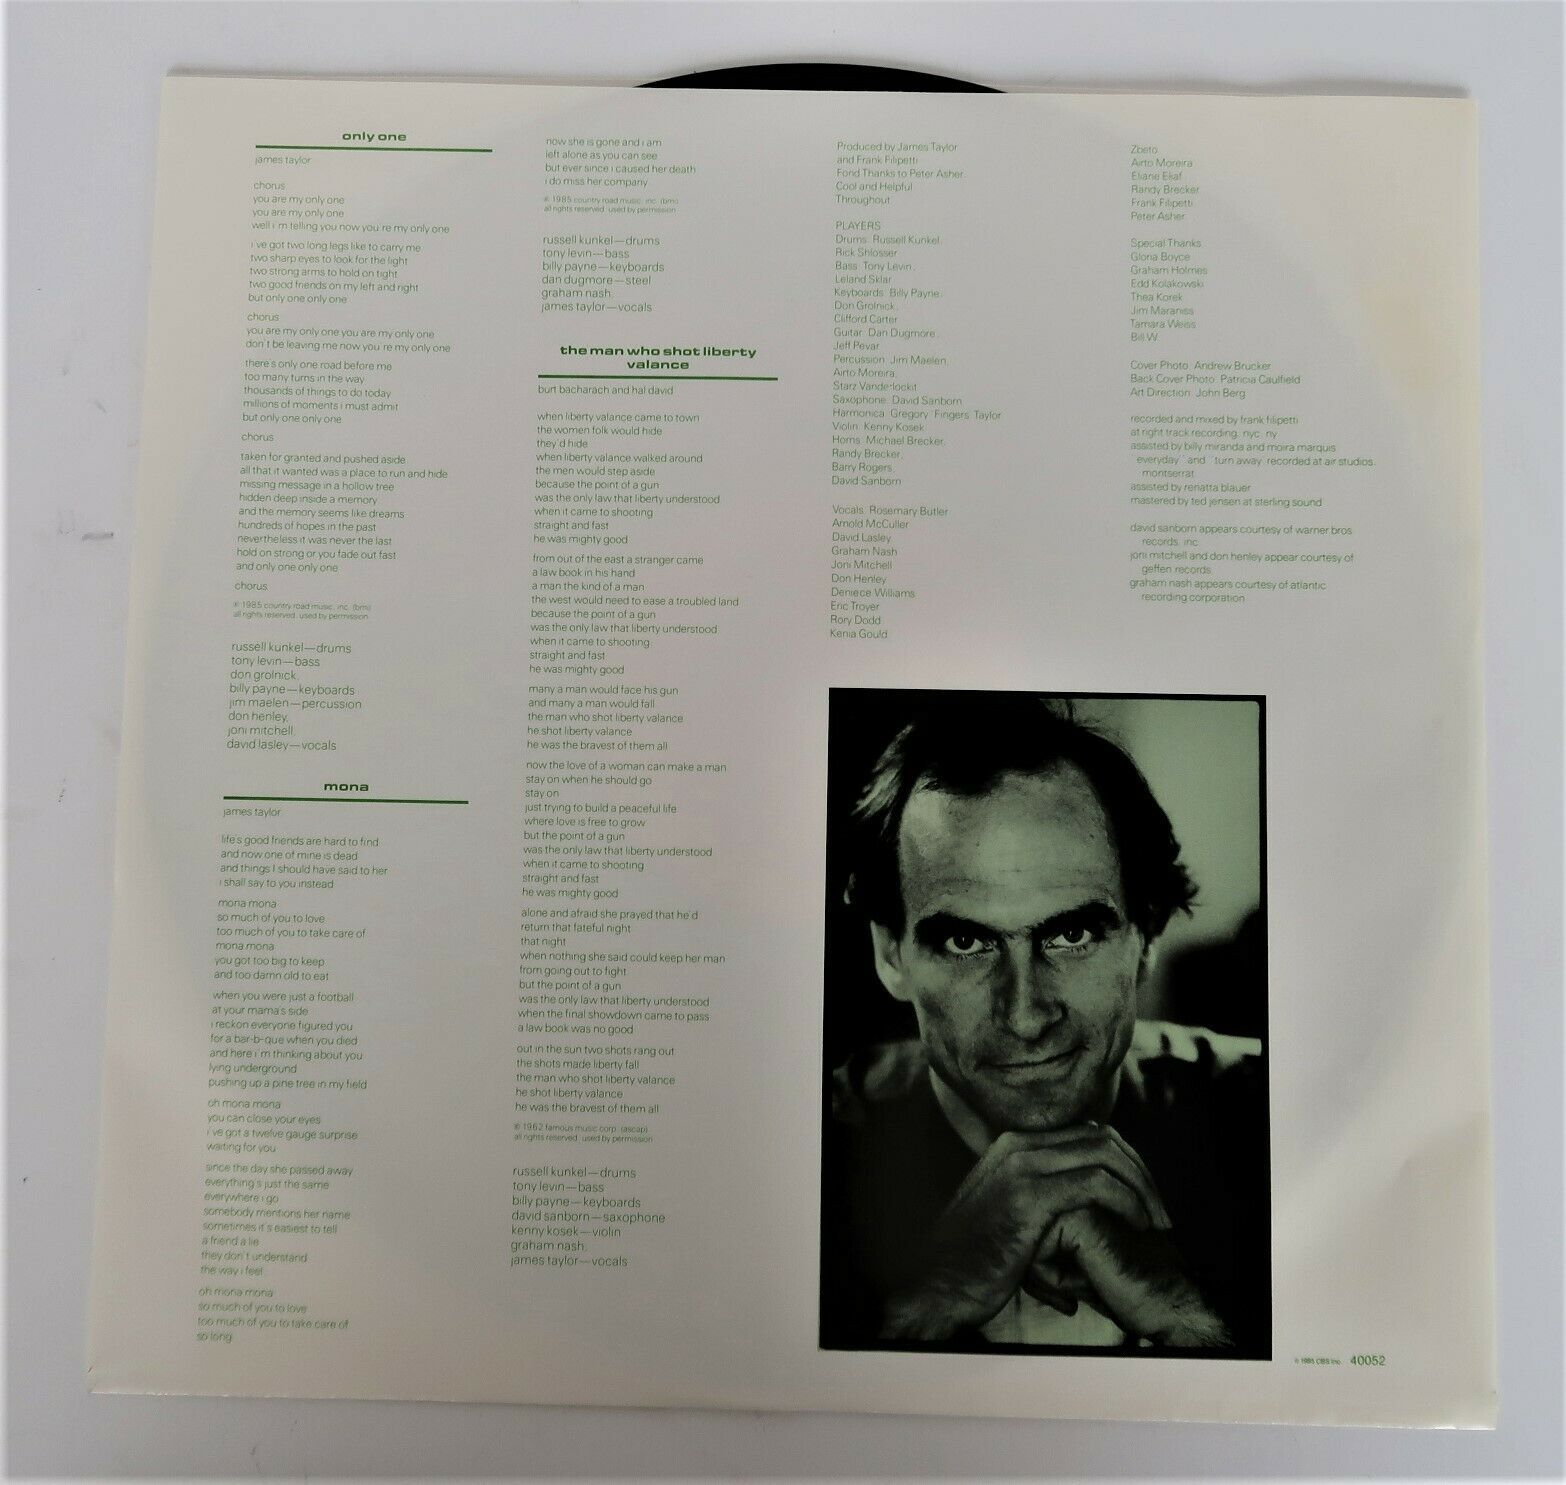 only one
james taylor
chorus
you are my only one
you are my only one
well i'm telling you now you're my only one
i've got two long legs like to carry me
two sharp eyes to look for the light
two strong arms to hold on tight
two good friends on my left and right
but only one only one
chorus
you are my only one you are my only one
don't be leaving me now you're my only one
there's only one road before me
too many turns in the way
thousands of things to do today
millions of moments i must admit
but only one only one
chorus
taken for granted and pushed aside
all that it wanted was a place to run and hide
missing message in a hollow tree
hidden deep inside a memory
and the memory seems like dreams
hundreds of hopes in the past
nevertheless it was never the last
hold on strong or you fade out fast
and only one only one
chorus
© 1985 country road music, inc. (bmi)
all rights reserved. used by permission
russell kunkel—drums
tony levin—bass
don grolnick,
billy payne—keyboards
jim maelen—percussion
don henley,
joni mitchell,
david lasley—vocals
mona
james taylor
life's good friends are hard to find
and now one of mine is dead
and things I should have said to her
i shall say to you instead
mona mona
so much of you to love
too much of you to take care of
mona mona
you got too big to keep
and too damn old to eat
when you were just a football
at your mama's side
i reckon everyone figured you
for a bar-b-que when you died
and here i'm thinking about you
lying underground
pushing up a pine tree in my field
oh mona mona
you can close your eyes
i've got a twelve gauge surprise
waiting for you
since the day she passed away
everything's just the same
everywhere i go
somebody mentions her name
sometimes it's easiest to tell
a friend a lie
they don't understand
the way i feel
oh mona mona
so much of you to love
too much of you to take care of
so long
now she is gone and i am
left alone as you can see
but ever since i caused her death
i do miss her company
© 1985 country road music, inc. (bmi)
all rights reserved. used by permission
russell kunkel—drums
tony levin—bass
billy payne—keyboards
dan dugmore—steel
graham nash,
james taylor—vocals
the man who shot liberty
valance
burt bacharach and hal david
when liberty valance came to town
the women folk would hide
they'd hide
when liberty valance walked around
the men would step aside
because the point of a gun
was the only law that liberty understood
when it came to shooting
straight and fast
he was mighty good
from out of the east a stranger came
a law book in his hand
a man the kind of a man
the west would need to ease a troubled land
because the point of a gun
was the only law that liberty understood
when it came to shooting
straight and fast
he was mighty good
many a man would face his gun
and many a man would fall
the man who shot liberty valance
he shot liberty valance
he was the bravest of them all
now the love of a woman can make a man
stay on when he should go
stay on
just trying to build a peaceful life
where love is free to grow
but the point of a gun
was the only law that liberty understood
when it came to shooting
straight and fast
he was mighty good
alone and afraid she prayed that he'd
return that fateful night
that night
when nothing she said could keep her man
from going out to fight
but the point of a gun
was the only law that liberty understood
when the final showdown came to pass
a law book was no good
out in the sun two shots rang out
the shots made liberty fall
the man who shot liberty valance
he shot liberty valance
he was the bravest of them all
© 1962 famous music corp. (ascap)
all rights reserved. used by permission
russell kunkel—drums
tony levin—bass
billy payne—keyboards
david sanborn—saxophone
kenny kosek—violin
graham nash,
james taylor—vocals
Produced by James Taylor
and Frank Filipetti
Fond Thanks to Peter Asher
Cool and Helpful
Throughout
PLAYERS
Drums: Russell Kunkel,
Rick Shlosser
Bass: Tony Levin,
Leland Sklar
Keyboards: Billy Payne,
Don Grolnick,
Clifford Carter
Guitar: Dan Dugmore,
Jeff Pevar
Percussion: Jim Maelen,
Airto Moreira,
Starz Vanderlockit
Saxophone: David Sanborn
Harmonica: Gregory "Fingers" Taylor
Violin: Kenny Kosek
Horns: Michael Brecker,
Randy Brecker,
Barry Rogers,
David Sanborn
Vocals: Rosemary Butler
Arnold McCuller
David Lasley
Graham Nash
Joni Mitchell
Don Henley
Deniece Williams
Eric Troyer
Rory Dodd
Kenia Gould
Zbeto
Airto Moreira
Eliane Eliaf
Randy Brecker
Frank Filipetti
Peter Asher
Special Thanks
Gloria Boyce
Graham Holmes
Edd Kolakowski
Thea Korek
Jim Maraniss
Tamara Weiss
Bill W.
Cover Photo: Andrew Brucker
Back Cover Photo: Patricia Caulfield
Art Direction: John Berg
recorded and mixed by frank filipetti
at right track recording, nyc, ny
assisted by billy miranda and moira marquis
"everyday" and "turn away" recorded at air studios,
montserrat
assisted by renatta blauer
mastered by ted jensen at sterling sound
david sanborn appears courtesy of warner bros.
records, inc.
joni mitchell and don henley appear courtesy of
geffen records
graham nash appears courtesy of atlantic
recording corporation
© 1985 CBS Inc. 40052